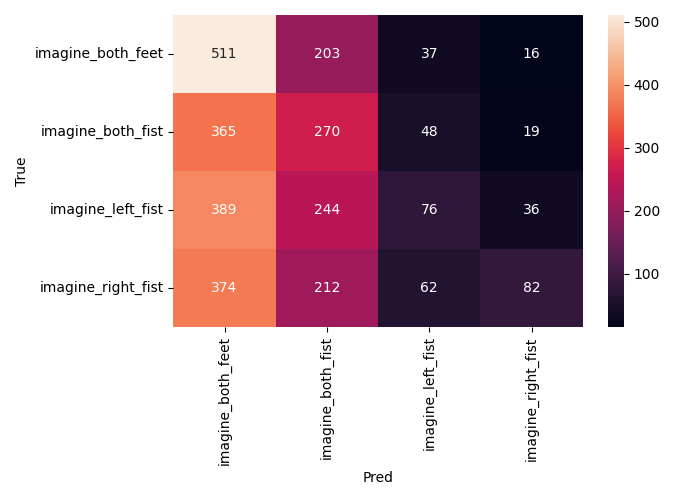 imagine_both_feet 511 203 37 16 500
400
imagine_both_fist 365 270 48 19
300
True
imagine_left_fist 389 244 76 36 200
imagine_right_fist 374 212 62 82 100
imagine_both_feet
imagine_both_fist
imagine_left_fist
imagine_right_fist
Pred